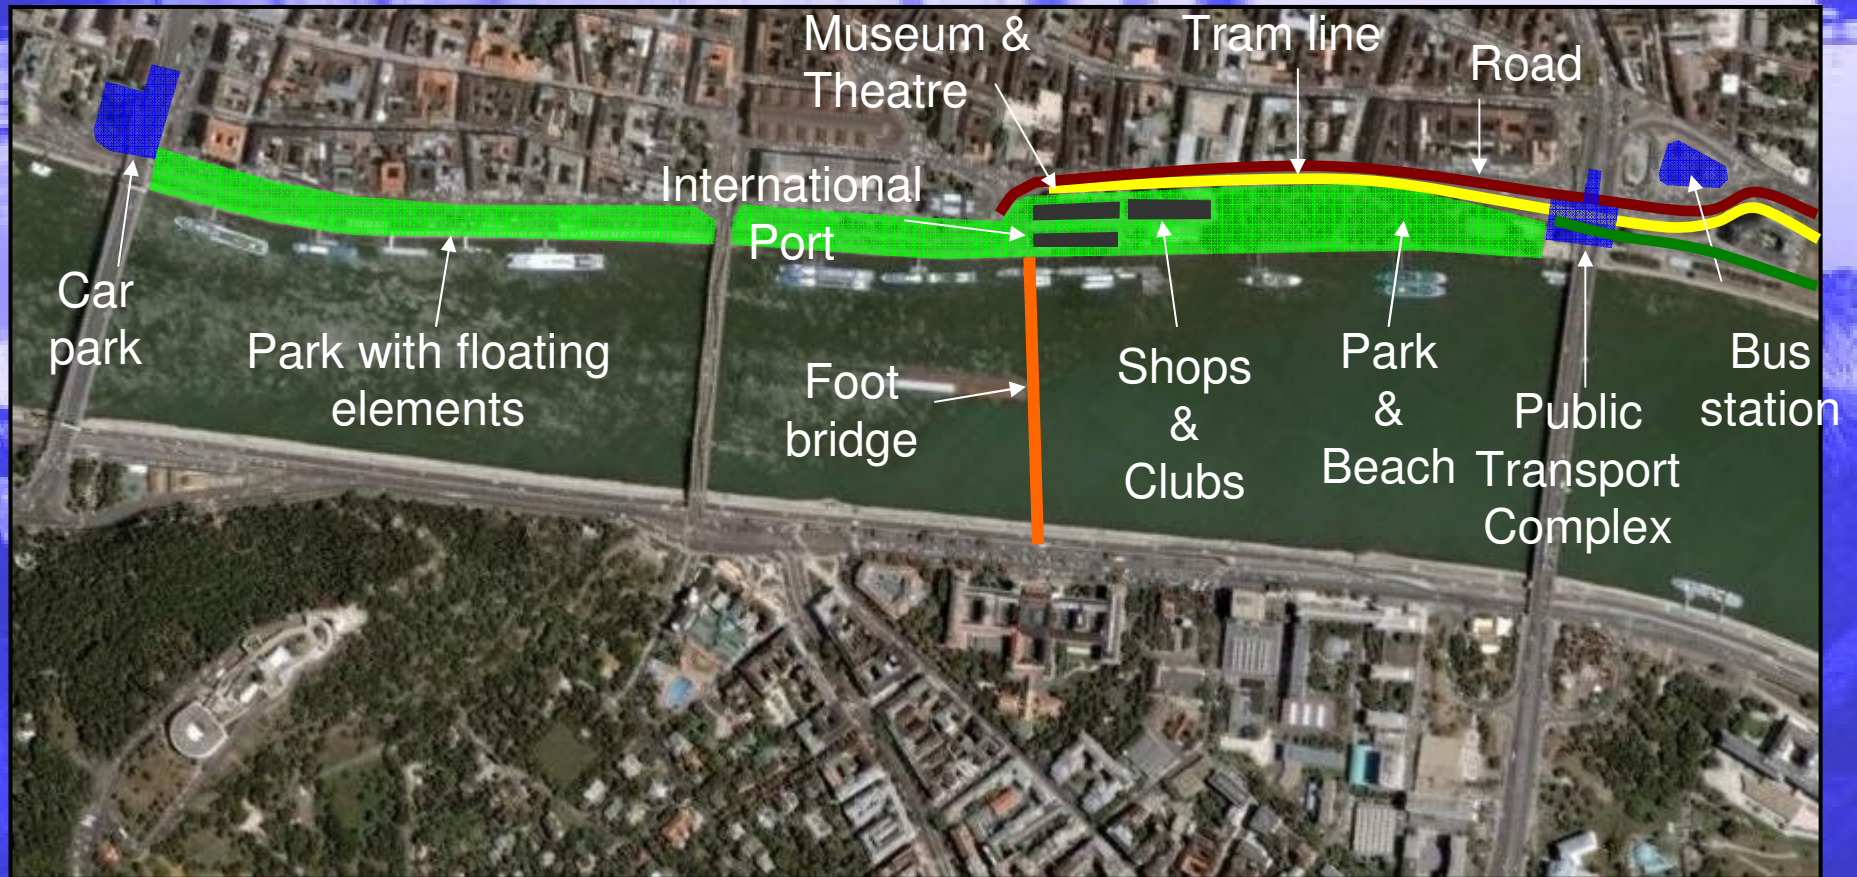 Museum &
Theatre
Tram line
Road
International
Port
Car
park
Park with floating
elements
Foot
bridge
Shops
&
Clubs
Park
&
Beach
Public
Transport
Complex
Bus
station